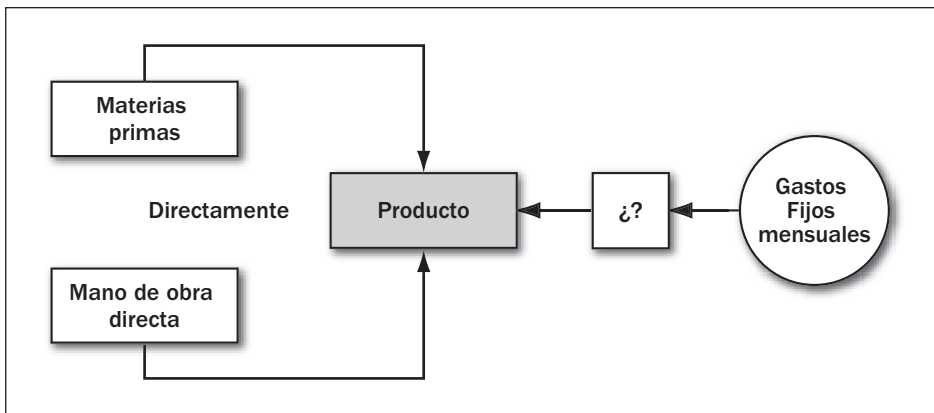 Materias
primas
Directamente
Producto
¿?
Gastos
Fijos
mensuales
Mano de obra
directa